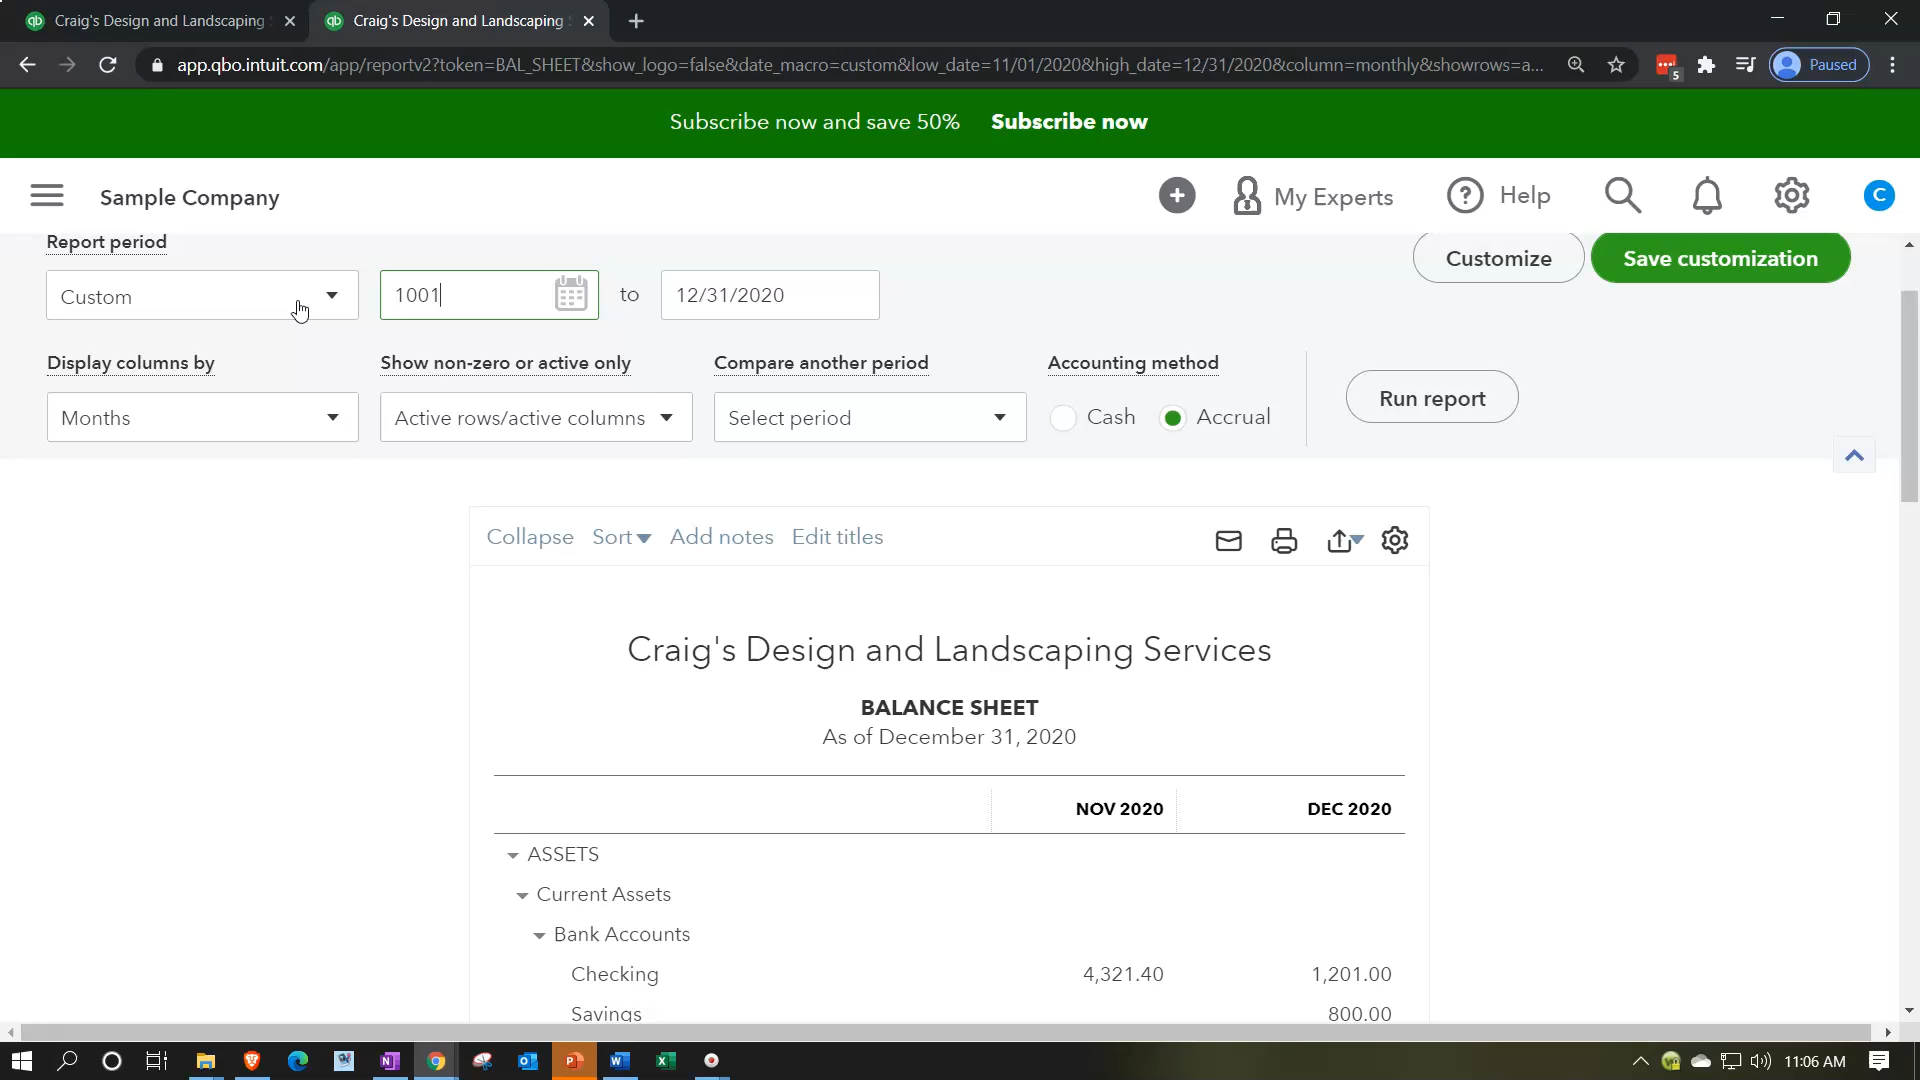 Craig's Design and Landscaping
Craig's Design and Landscaping
app.qbo.intuit.com/app/reportv2?token=BAL_SHEET&show_logo=false&date_macro=custom&low_date=11/01/2020&high_date=12/31/2020&column=monthly&showrows=a...
5
Paused
Subscribe now and save 50% Subscribe now
Sample Company
My Experts
Help
C
Report period
Customize
Save customization
Custom
1001
to
12/31/2020
Display columns by
Show non-zero or active only
Compare another period
Accounting method
Months
Active rows/active columns
Select period
Cash
Accrual
Run report
Collapse Sort Add notes Edit titles
Craig's Design and Landscaping Services
BALANCE SHEET
As of December 31, 2020
NOV 2020 DEC 2020
ASSETS
Current Assets
Bank Accounts
Checking 4,321.40 1,201.00
Savings 800.00
11:06 AM